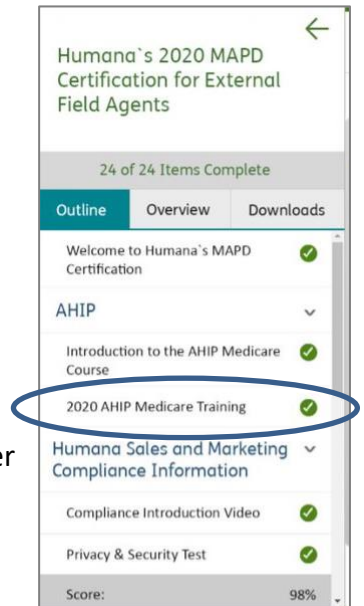 Humana`s 2020 MAPD
Certification for External
Field Agents
24 of 24 Items Complete
Outline Overview Downloads
Welcome to Humana`s MAPD
Certification
AHIP
Introduction to the AHIP Medicare
Course
2020 AHIP Medicare Training
Humana Sales and Marketing
Compliance Information
Compliance Introduction Video
Privacy & Security Test
Score: 98%